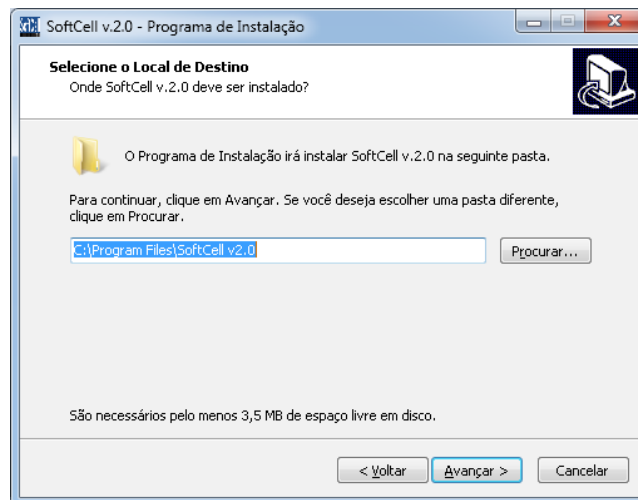 SoftCell v.2.0 - Programa de Instalação
Selecione o Local de Destino
Onde SoftCell v.2.0 deve ser instalado?
O Programa de Instalação irá instalar SoftCell v.2.0 na seguinte pasta.
Para continuar, clique em Avançar. Se você deseja escolher uma pasta diferente,
clique em Procurar.
C:\Program Files\SoftCell v2.0
Procurar...
São necessários pelo menos 3,5 MB de espaço livre em disco.
< Voltar
Avançar >
Cancelar